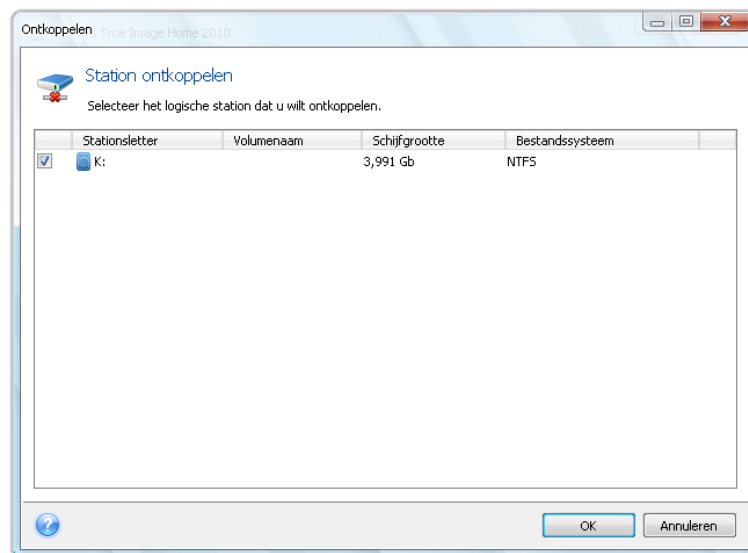 Ontkoppelen True Image Home 2010
Station ontkoppelen
Selecteer het logische station dat u wilt ontkoppelen.
Stationsletter Volumenaam Schijfgrootte Bestandssysteem
K: 3,991 Gb NTFS
OK Annuleren